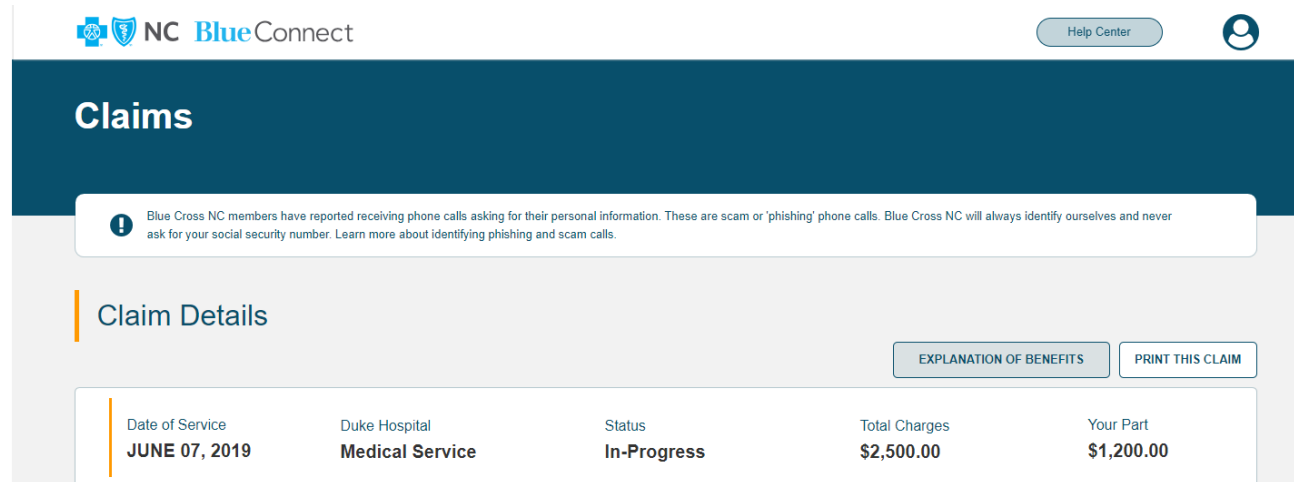 NC BlueConnect
Help Center
Claims
Blue Cross NC members have reported receiving phone calls asking for their personal information. These are scam or 'phishing' phone calls. Blue Cross NC will always identify ourselves and never
ask for your social security number. Learn more about identifying phishing and scam calls.
Claim Details
EXPLANATION OF BENEFITS
PRINT THIS CLAIM
Date of Service
JUNE 07, 2019
Duke Hospital
Medical Service
Status
In-Progress
Total Charges
$2,500.00
Your Part
$1,200.00